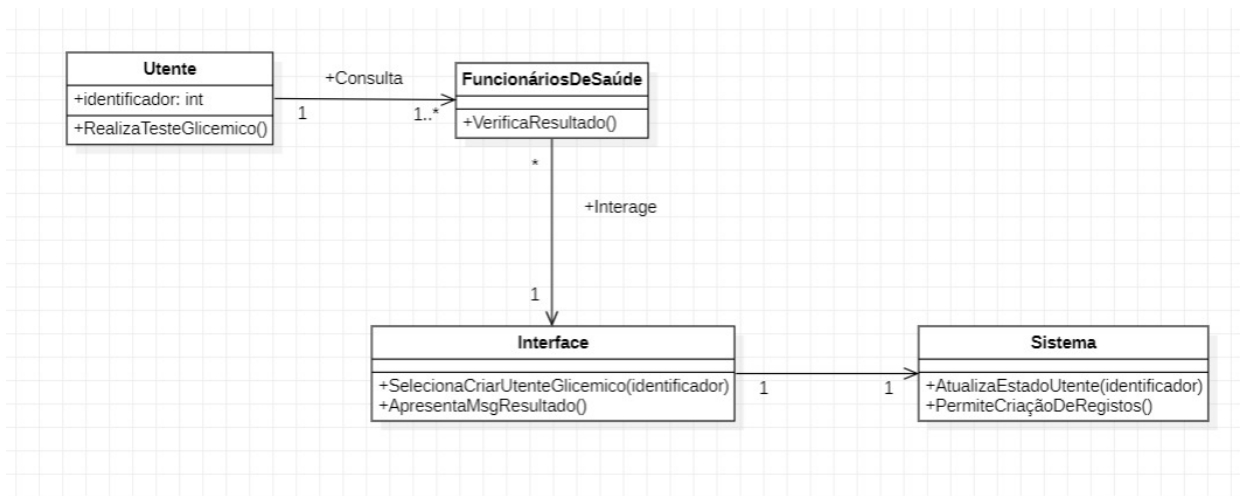 Utente
+identificador: int
+RealizaTesteGlicemico()
+Consulta
1
1..*
FuncionáriosDeSaúde
+VerificaResultado()
*
+Interage
1
Interface
+SelecionaCriarUtenteGlicemico(identificador)
+ApresentaMsgResultado()
1
1
Sistema
+AtualizaEstadoUtente(identificador)
+PermiteCriaçãoDeRegistos()